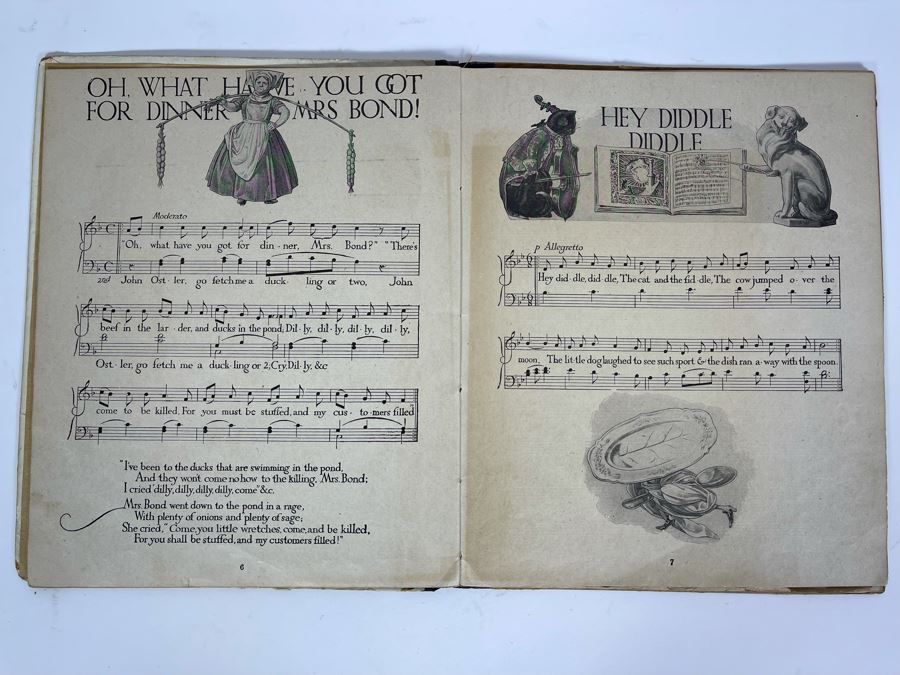 OH, WHAT HAVE YOU GOT
FOR DINNER MRS BOND!
Moderato
"Oh, what have you got for din-ner, Mrs. Bond?" "There's
2nd John Ost-ler, go fetch me a duck-ling or two, John
beef in the lar-der, and ducks in the pond; Dil-ly, dil-ly, dil-ly, dil-ly,
Ost-ler, go fetch me a duck-ling or 2; Cry, Dil-ly, &c
come to be killed, For you must be stuffed, and my cus-to-mers filled"
"I've been to the ducks that are swimming in the pond,
And they won't come nohow to the killing, Mrs. Bond;
I cried "dilly, dilly, dilly, dilly, come" &c.
Mrs. Bond went down to the pond in a rage,
With plenty of onions and plenty of sage;
She cried, "Come, you little wretches, come, and be killed,
For you shall be stuffed, and my customers filled!"
6
HEY DIDDLE
DIDDLE
p Allegretto
Hey did-dle, did-dle, The cat and the fid-dle, The cow jumped o-ver the
moon, The lit-tle dog laughed to see such sport & the dish ran a-way with the spoon.
7